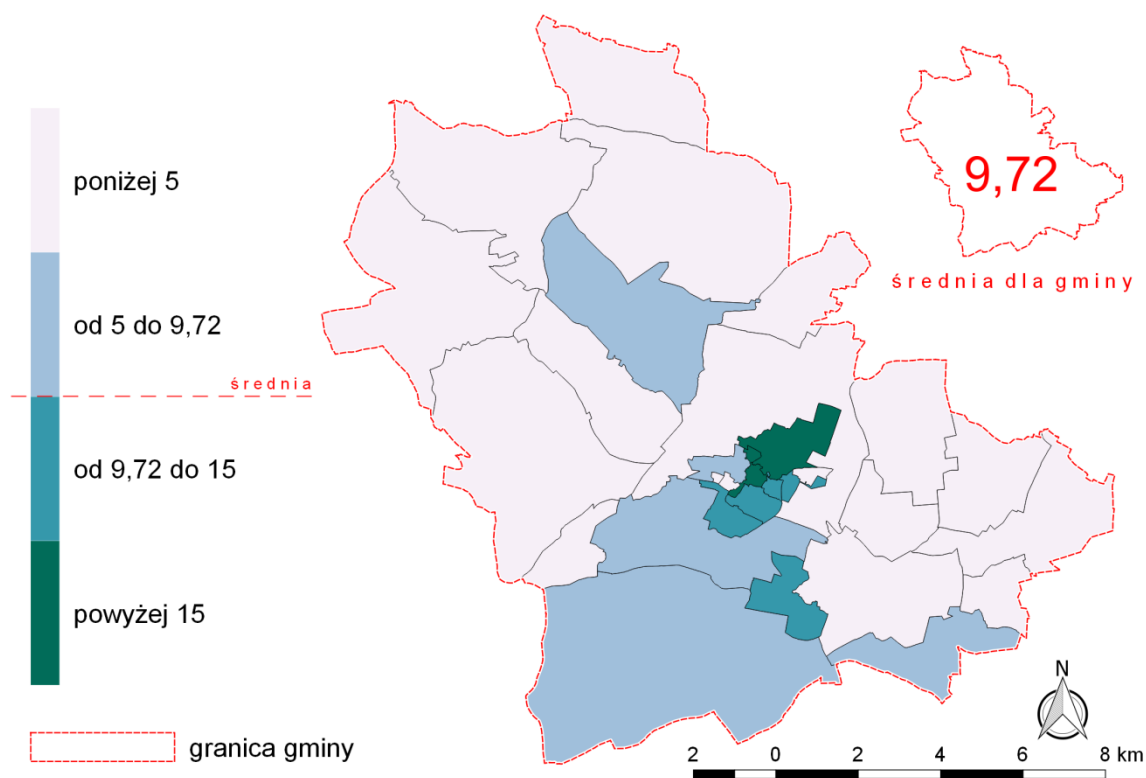 poniżej 5
od 5 do 9,72
średnia
od 9,72 do 15
powyżej 15
granica gminy
9,72
średnia dla gminy
N
2 0 2 4 6 8 km